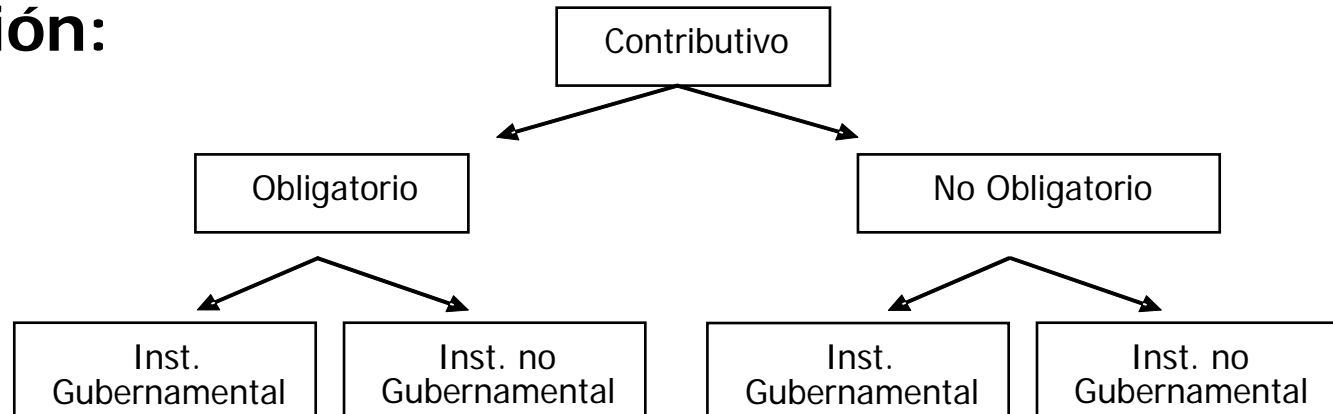 ión:
Contributivo
Obligatorio
No Obligatorio
Inst.
Gubernamental
Inst. no
Gubernamental
Inst.
Gubernamental
Inst. no
Gubernamental